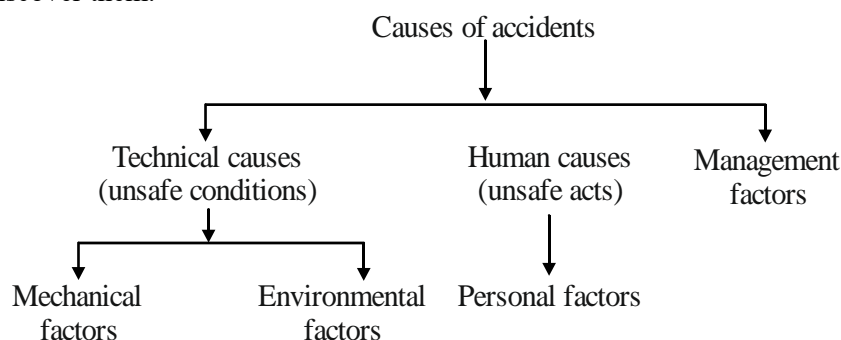 Causes of accidents
Technical causes
(unsafe conditions)
Human causes
(unsafe acts)
Management
factors
Mechanical
factors
Environmental
factors
Personal factors